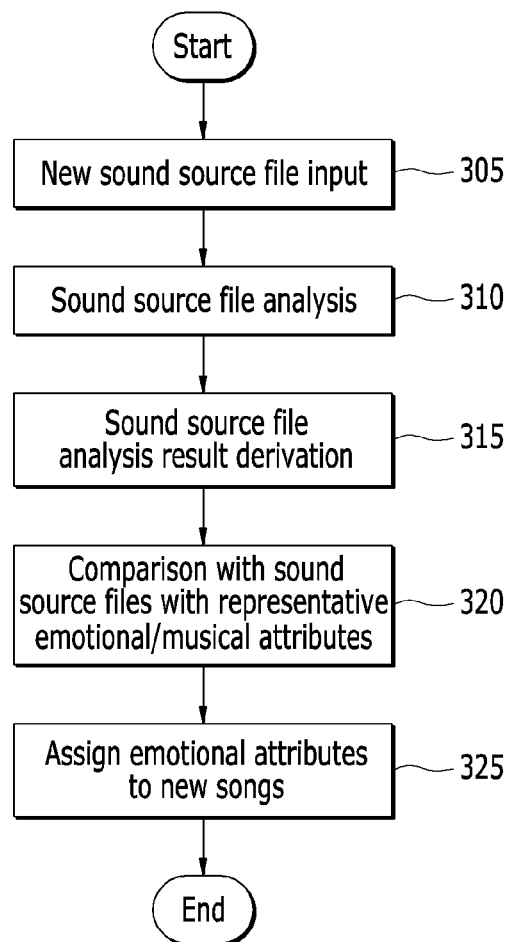 Start
New sound source file input
305
Sound source file analysis
310
Sound source file
analysis result derivation
315
Comparison with sound
source files with representative
emotional/musical attributes
320
Assign emotional attributes
to new songs
325
End